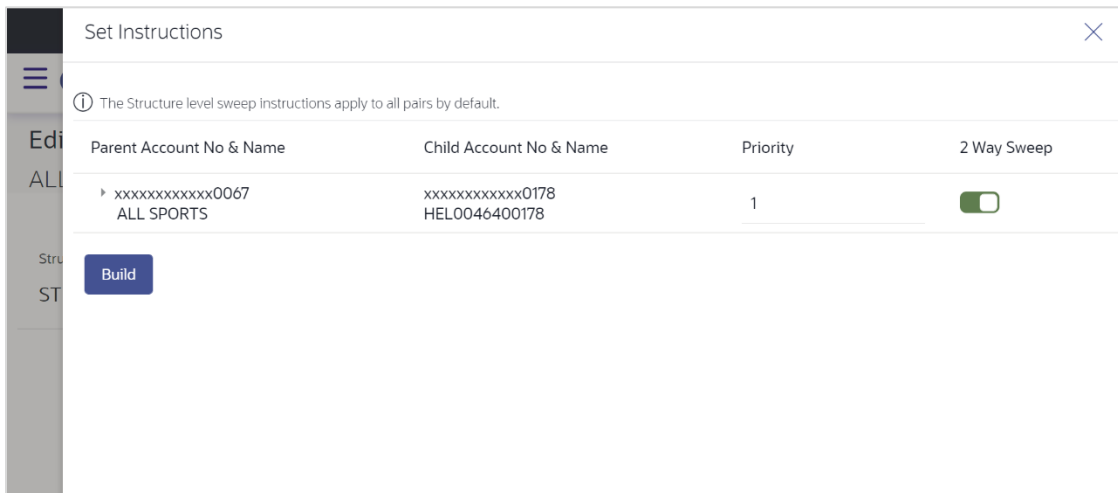 Set Instructions
The Structure level sweep instructions apply to all pairs by default.
Edi
Parent Account No & Name Child Account No & Name Priority 2 Way Sweep
ALL
xxxxxxxxxxxx0067 xxxxxxxxxxxx0178 1
ALL SPORTS HEL0046400178
Stru
Build
ST